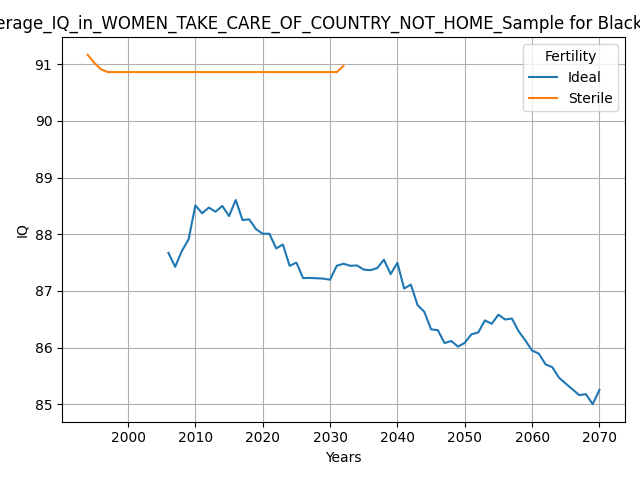 erage_IQ_in_WOMEN_TAKE_CARE_OF_COUNTRY_NOT_HOME_Sample for Black
Fertility
Ideal
Sterile
91
90
89
88
87
86
85
IQ
2000 2010 2020 2030 2040 2050 2060 2070
Years